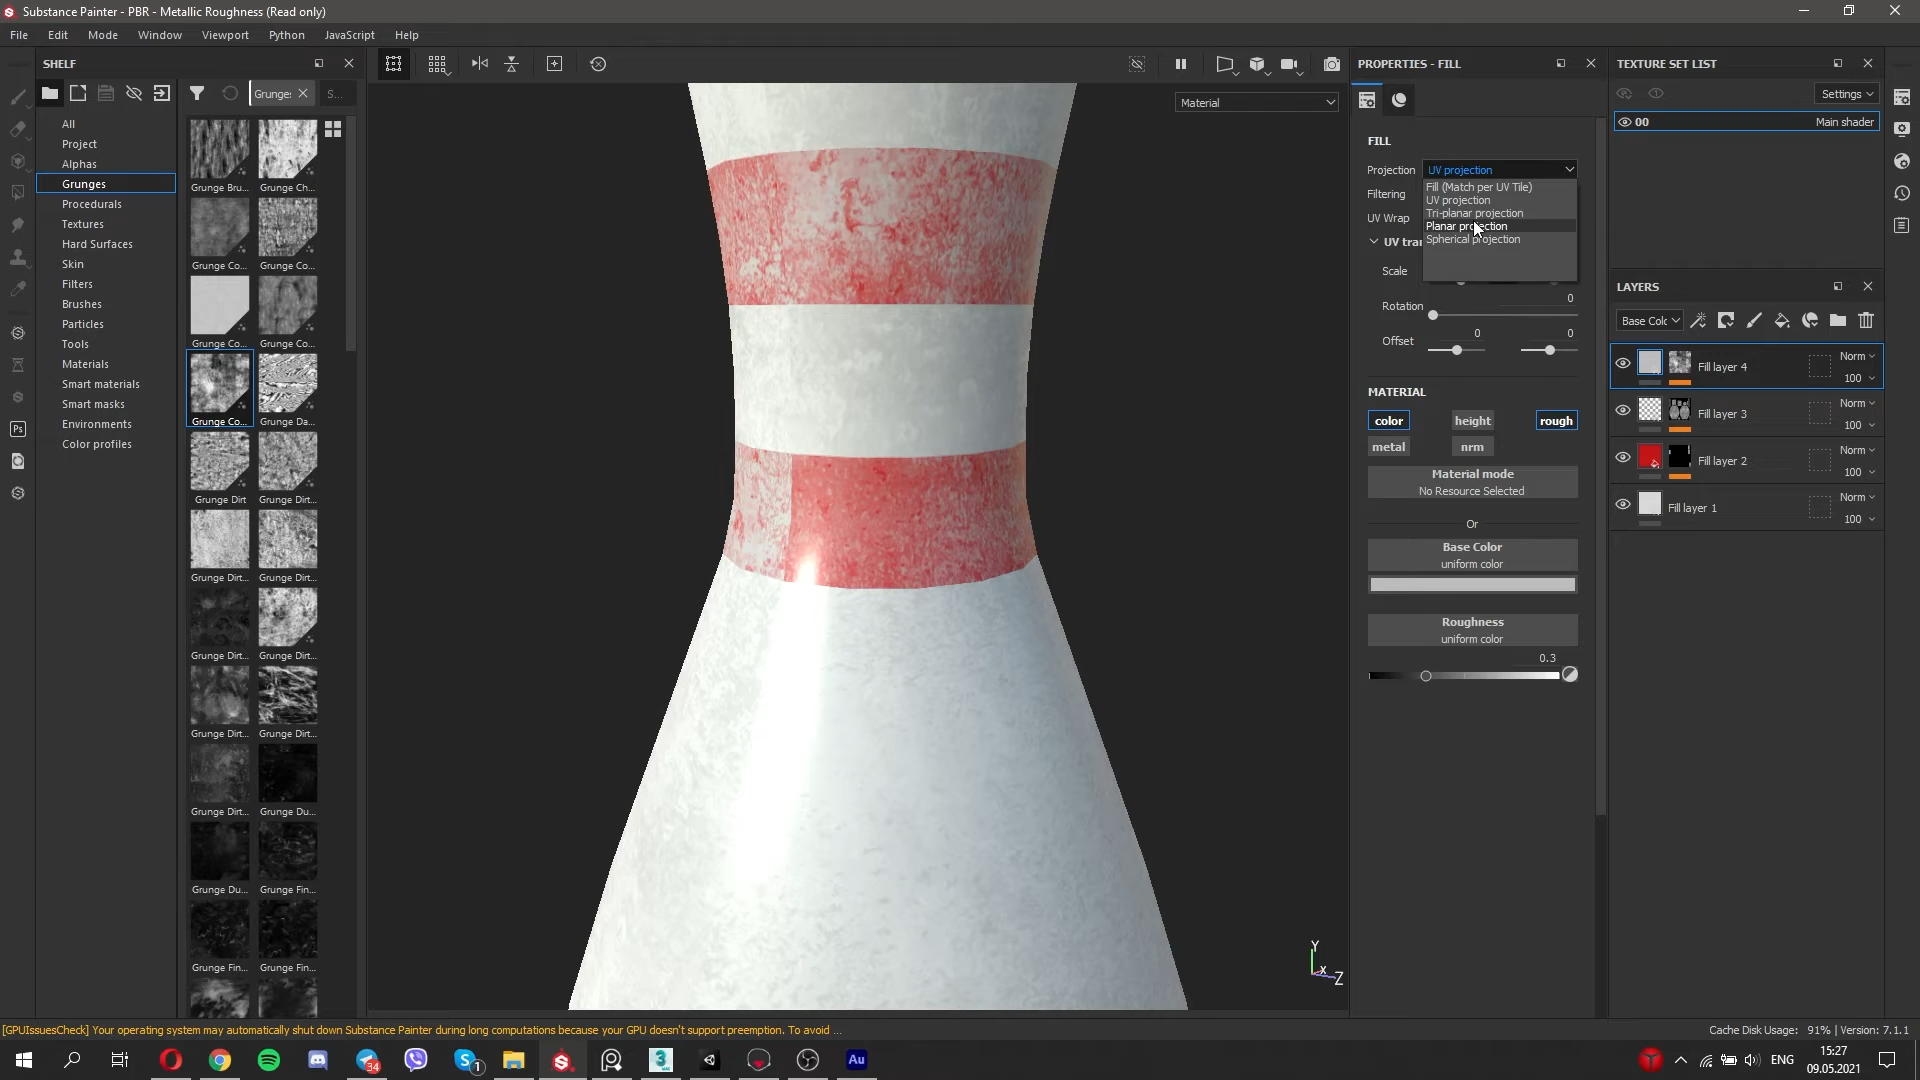 Substance Painter - PBR - Metallic Roughness (Read only)
File Edit Mode Window Viewport Python JavaScript Help
SHELF
Grunge:
S...
All
Project
Alphas
Grunges
Procedurals
Textures
Hard Surfaces
Skin
Filters
Brushes
Particles
Tools
Materials
Smart materials
Smart masks
Environments
Color profiles
Grunge Bru... Grunge Ch...
Grunge Co... Grunge Co...
Grunge Co... Grunge Co...
Grunge Co... Grunge Da...
Grunge Dirt Grunge Dirt...
Grunge Dirt... Grunge Dirt...
Grunge Dirt... Grunge Dirt...
Grunge Dirt... Grunge Dirt...
Grunge Dirt... Grunge Du...
Grunge Du... Grunge Fin...
Grunge Fin... Grunge Fin...
Material
Y
X
Z
PROPERTIES - FILL
FILL
Projection UV projection
Fill (Match per UV Tile)
UV projection
Tri-planar projection
Planar projection
Spherical projection
Filtering
UV Wrap
UV tran
Scale
Rotation 0
Offset 0 0
MATERIAL
color height rough
metal nrm
Material mode
No Resource Selected
Or
Base Color
uniform color
Roughness
uniform color
0.3
TEXTURE SET LIST
Settings
00 Main shader
LAYERS
Base Colc
Fill layer 4 Norm 100
Fill layer 3 Norm 100
Fill layer 2 Norm 100
Fill layer 1 Norm 100
[GPUIssuesCheck] Your operating system may automatically shut down Substance Painter during long computations because your GPU doesn't support preemption. To avoid ...
Cache Disk Usage: 91% | Version: 7.1.1
34
1
Ps
3
MAX
Au
ENG
15:27
09.05.2021